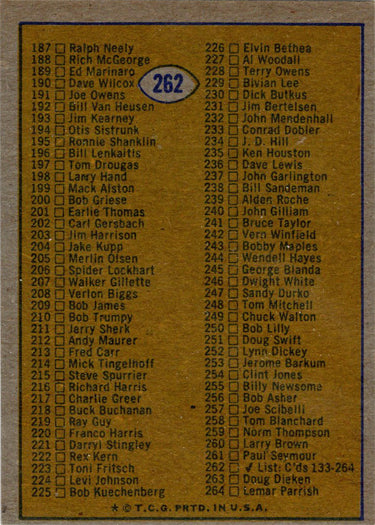 262
187 Ralph Neely
188 Rich McGeorge
189 Ed Marinaro
190 Dave Wilcox
191 Joe Owens
192 Bill Van Heusen
193 Jim Kearney
194 Otis Sistrunk
195 Ronnie Shanklin
196 Bill Lenkaitis
197 Tom Drougas
198 Larry Hand
199 Mack Alston
200 Bob Griese
201 Earlie Thomas
202 Carl Gersbach
203 Jim Harrison
204 Jake Kupp
205 Merlin Olsen
206 Spider Lockhart
207 Walker Gillette
208 Verlon Biggs
209 Bob James
210 Bob Trumpy
211 Jerry Sherk
212 Andy Maurer
213 Fred Carr
214 Mick Tingelhoff
215 Steve Spurrier
216 Richard Harris
217 Charlie Greer
218 Buck Buchanan
219 Ray Guy
220 Franco Harris
221 Darryl Stingley
222 Rex Kern
223 Toni Fritsch
224 Levi Johnson
225 Bob Kuechenberg
226 Elvin Bethea
227 Al Woodall
228 Terry Owens
229 Bivian Lee
230 Dick Butkus
231 Jim Bertelsen
232 John Mendenhall
233 Conrad Dobler
234 J. D. Hill
235 Ken Houston
236 Dave Lewis
237 John Garlington
238 Bill Sandeman
239 Alden Roche
240 John Gilliam
241 Bruce Taylor
242 Vern Winfield
243 Bobby Maples
244 Wendell Hayes
245 George Blanda
246 Dwight White
247 Sandy Durko
248 Tom Mitchell
249 Chuck Walton
250 Bob Lilly
251 Doug Swift
252 Lynn Dickey
253 Jerome Barkum
254 Clint Jones
255 Billy Newsome
256 Bob Asher
257 Joe Scibelli
258 Tom Blanchard
259 Norm Thompson
260 Larry Brown
261 Paul Seymour
262 ✓ List: C'ds 133-264
263 Doug Dieken
264 Lemar Parrish
★ © T.C.G. PRTD. IN U.S.A.